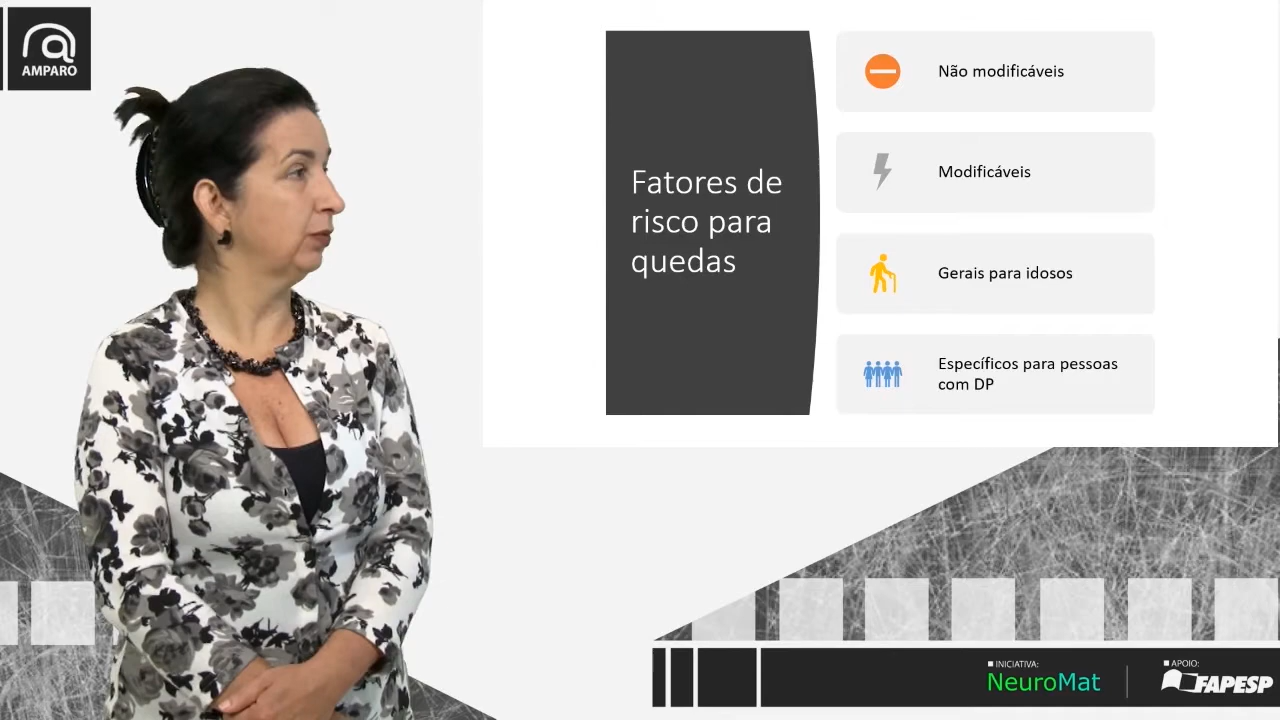 AMPARO
Fatores de
risco para
quedas
Não modificáveis
Modificáveis
Gerais para idosos
Específicos para pessoas
com DP
INICIATIVA:
NeuroMat
APOIO:
FAPESP